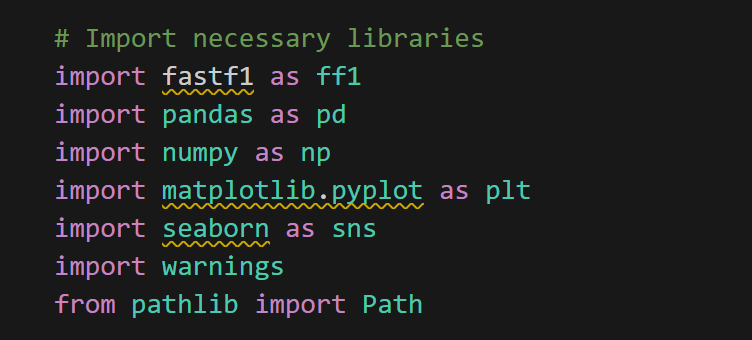 # Import necessary libraries
import fastf1 as ff1
import pandas as pd
import numpy as np
import matplotlib.pyplot as plt
import seaborn as sns
import warnings
from pathlib import Path